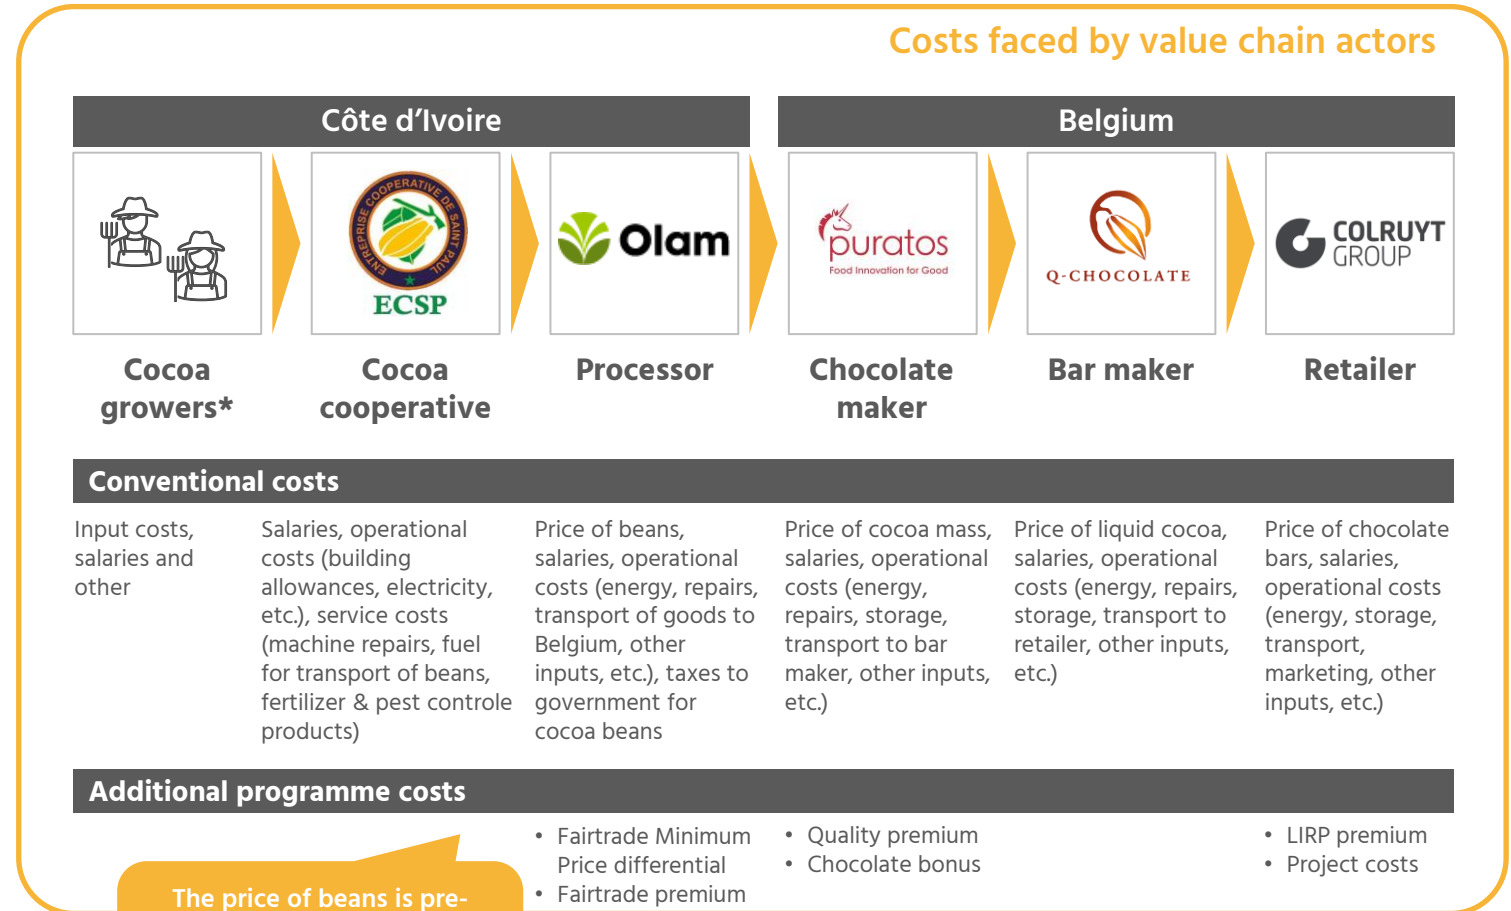 Costs faced by value chain actors
Côte d'Ivoire
Belgium
ENTREPRISE COOPERATIVE DE SAINT PAUL
ECSP
Olam
puratos
Food Innovation for Good
Q-CHOCOLATE
COLRUYT
GROUP
Cocoa
growers*
Cocoa
cooperative
Processor
Chocolate
maker
Bar maker
Retailer
Conventional costs
Input costs,
salaries and
other
Salaries, operational
costs (building
allowances, electricity,
etc.), service costs
(machine repairs, fuel
for transport of beans,
fertilizer & pest controle
products)
Price of beans,
salaries, operational
costs (energy, repairs,
transport of goods to
Belgium, other
inputs, etc.), taxes to
government for
cocoa beans
Price of cocoa mass,
salaries, operational
costs (energy,
repairs, storage,
transport to bar
maker, other inputs,
etc.)
Price of liquid cocoa,
salaries, operational
costs (energy, repairs,
storage, transport to
retailer, other inputs,
etc.)
Price of chocolate
bars, salaries,
operational costs
(energy, storage,
transport,
marketing, other
inputs, etc.)
Additional programme costs
The price of beans is pre-
• Fairtrade Minimum
Price differential
• Fairtrade premium
• Quality premium
• Chocolate bonus
• LIRP premium
• Project costs